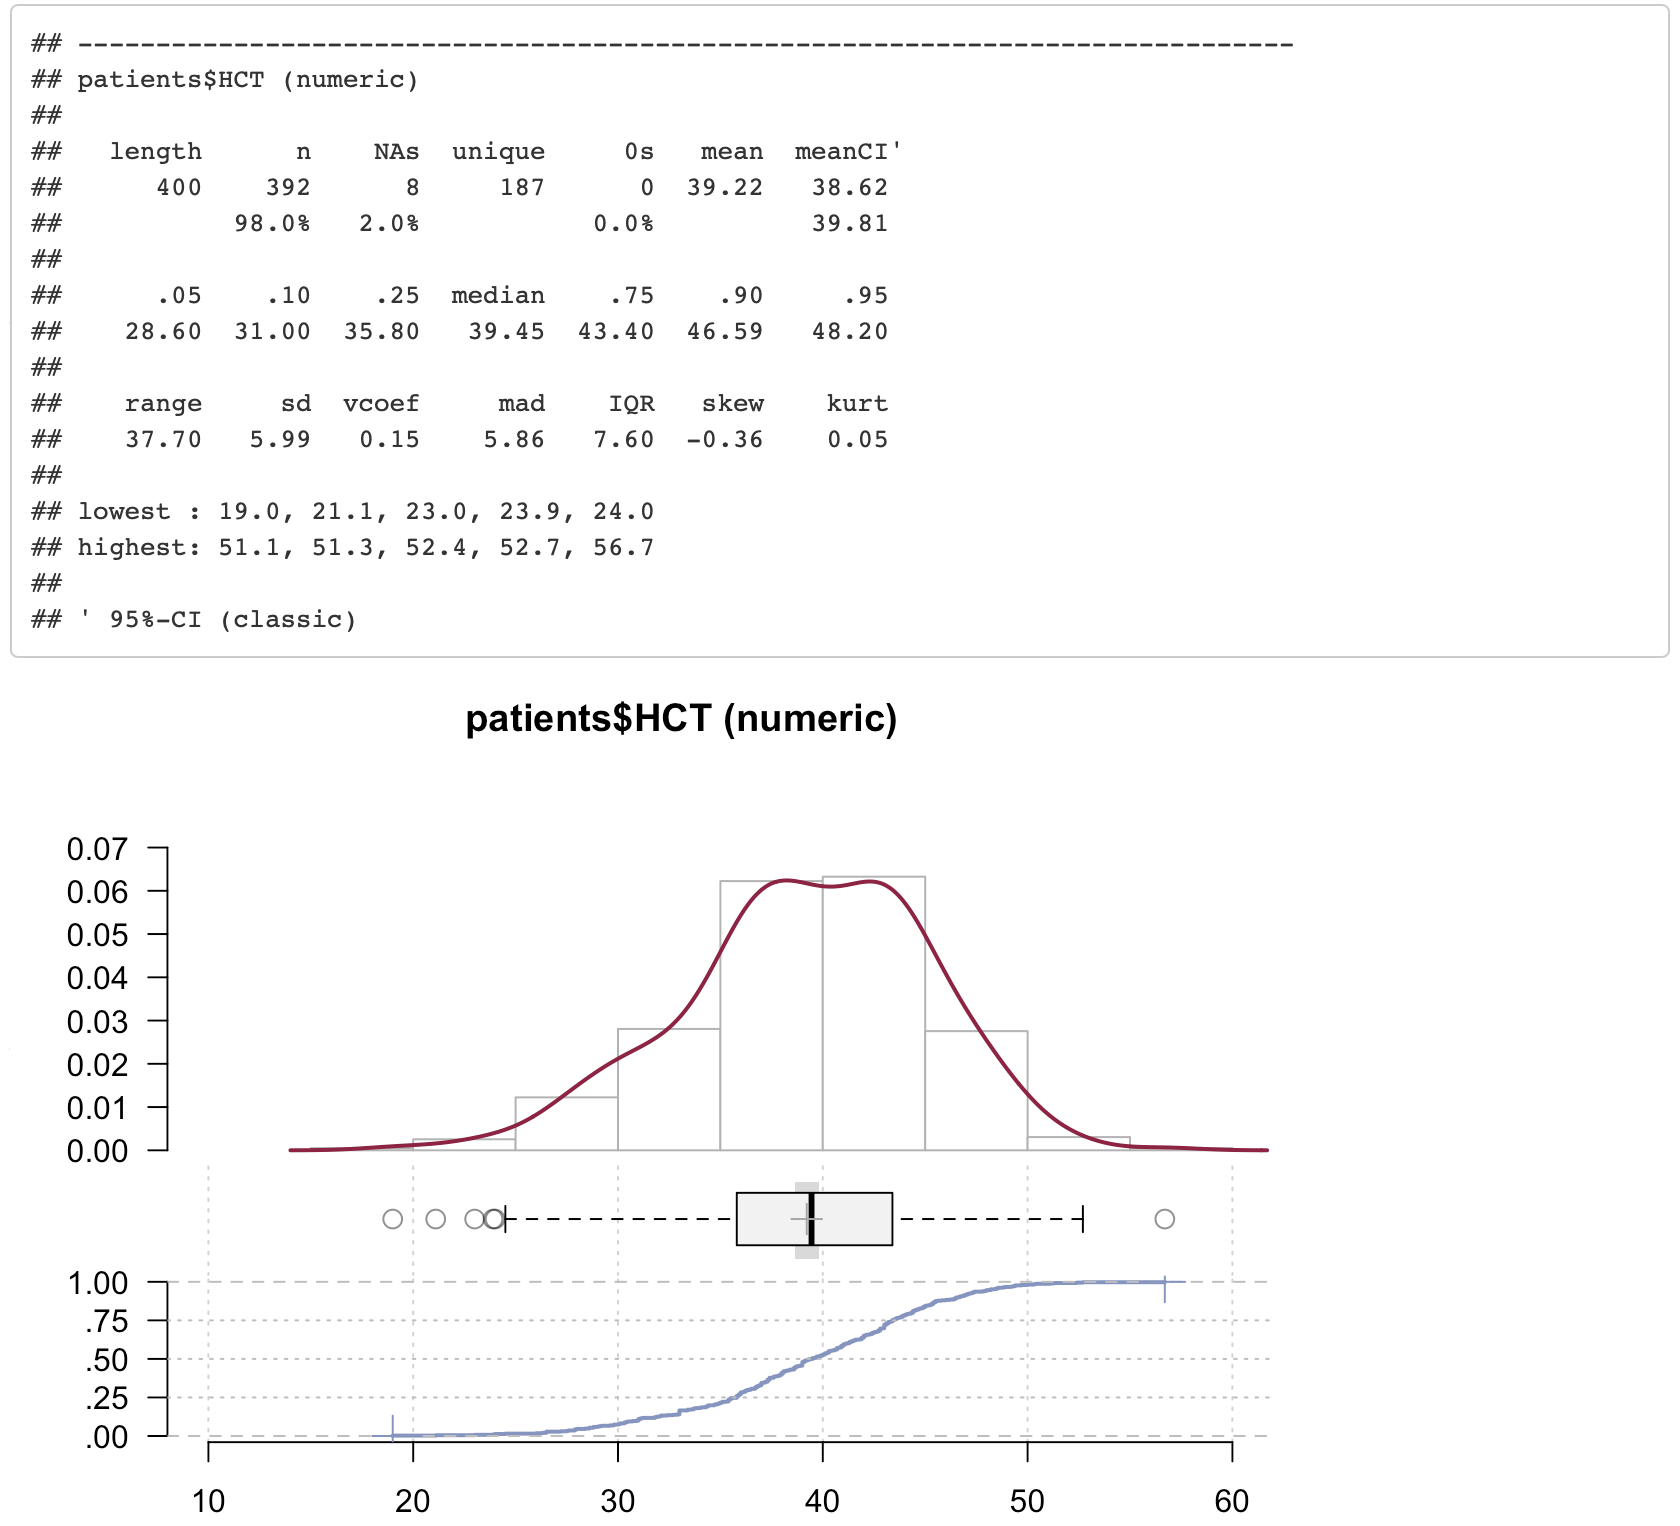 ## ------------------------------------------------------------------------------
## patients$HCT (numeric)
##
##   length      n    NAs  unique     0s   mean  meanCI'
##      400    392      8     187      0  39.22   38.62
##           98.0%   2.0%           0.0%          39.81
##
##      .05    .10    .25  median    .75    .90     .95
##    28.60  31.00  35.80   39.45  43.40  46.59   48.20
##
##    range     sd  vcoef     mad    IQR   skew    kurt
##    37.70   5.99   0.15    5.86   7.60  -0.36    0.05
##
## lowest : 19.0, 21.1, 23.0, 23.9, 24.0
## highest: 51.1, 51.3, 52.4, 52.7, 56.7
##
## ' 95%-CI (classic)
patients$HCT (numeric)
0.07
0.06
0.05
0.04
0.03
0.02
0.01
0.00
1.00
.75
.50
.25
.00
10 20 30 40 50 60